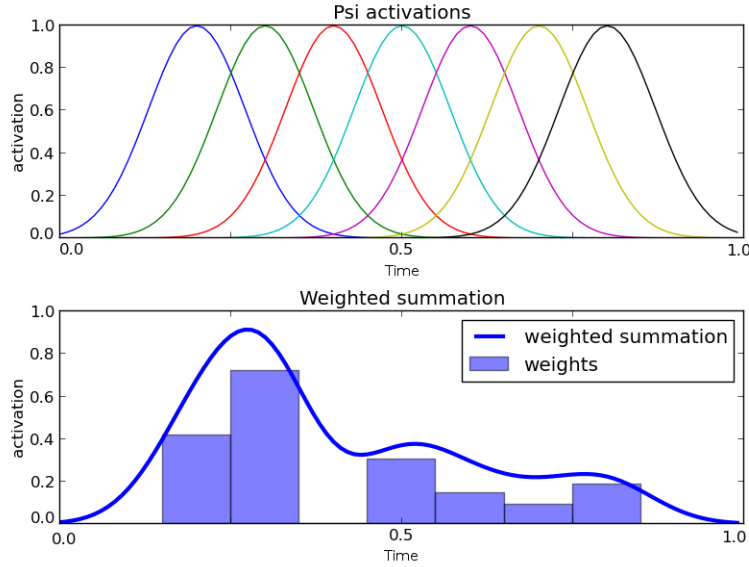 Psi activations
1.0
0.8
0.6
0.4
0.2
0.0
activation
0.0 0.5 1.0
Time
Weighted summation
1.0
0.8
0.6
0.4
0.2
0.0
activation
weighted summation
weights
0.0 0.5 1.0
Time